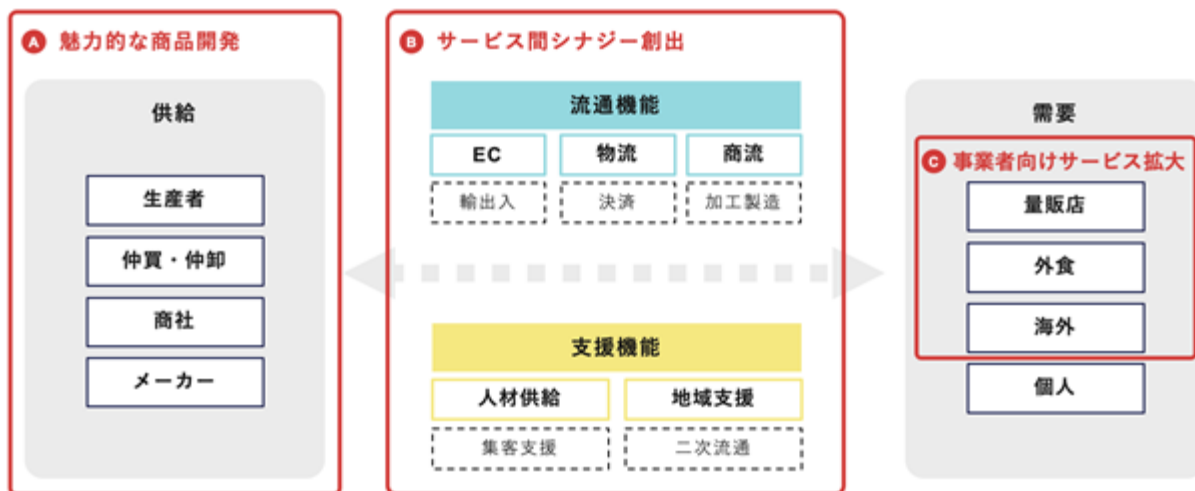 A 魅力的な商品開発
供給
生産者
仲買・仲卸
商社
メーカー
B サービス間シナジー創出
流通機能
EC 物流 商流
輸出入 決済 加工製造
支援機能
人材供給 地域支援
集客支援 二次流通
需要
C 事業者向けサービス拡大
量販店
外食
海外
個人